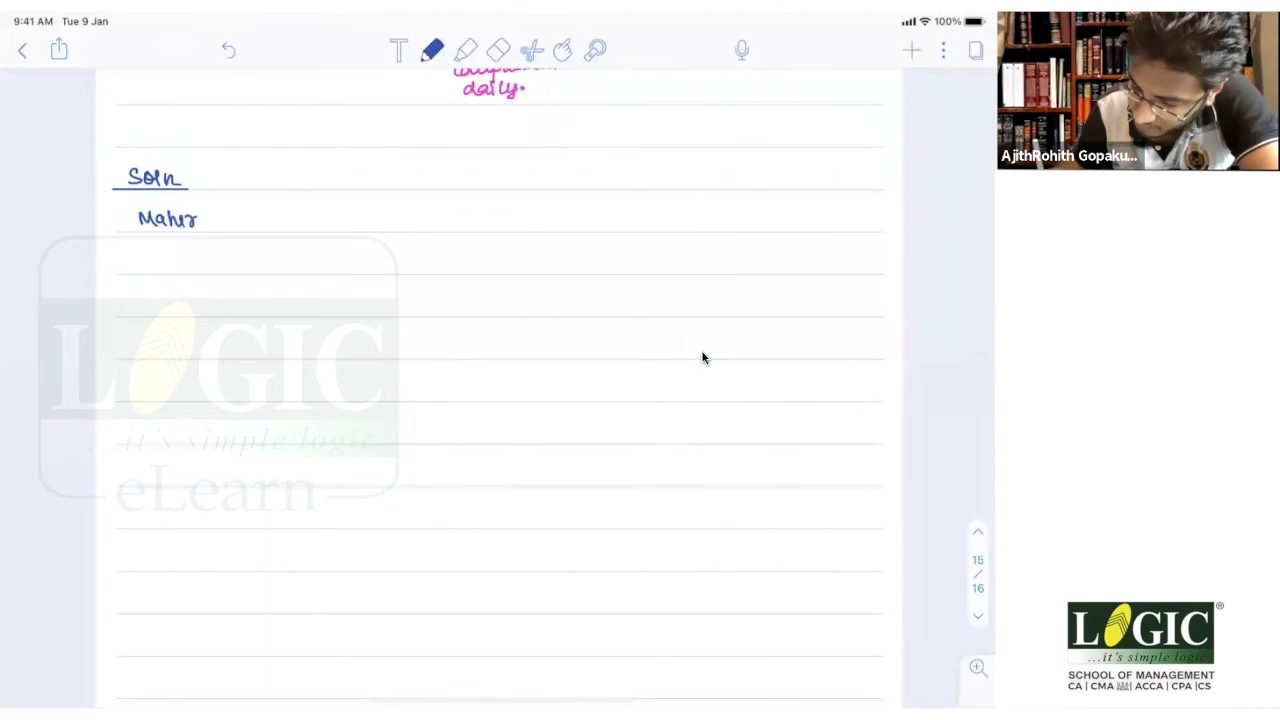 9:41 AM Tue 9 Jan
100%
T
daily.
Soln
Maher
LOGIC
...it's simple logic
eLearn
15
/
16
AjithRohith Gopaku...
LOGIC®
...it's simple logic
SCHOOL OF MANAGEMENT
CA | CMA | ACCA | CPA | CS